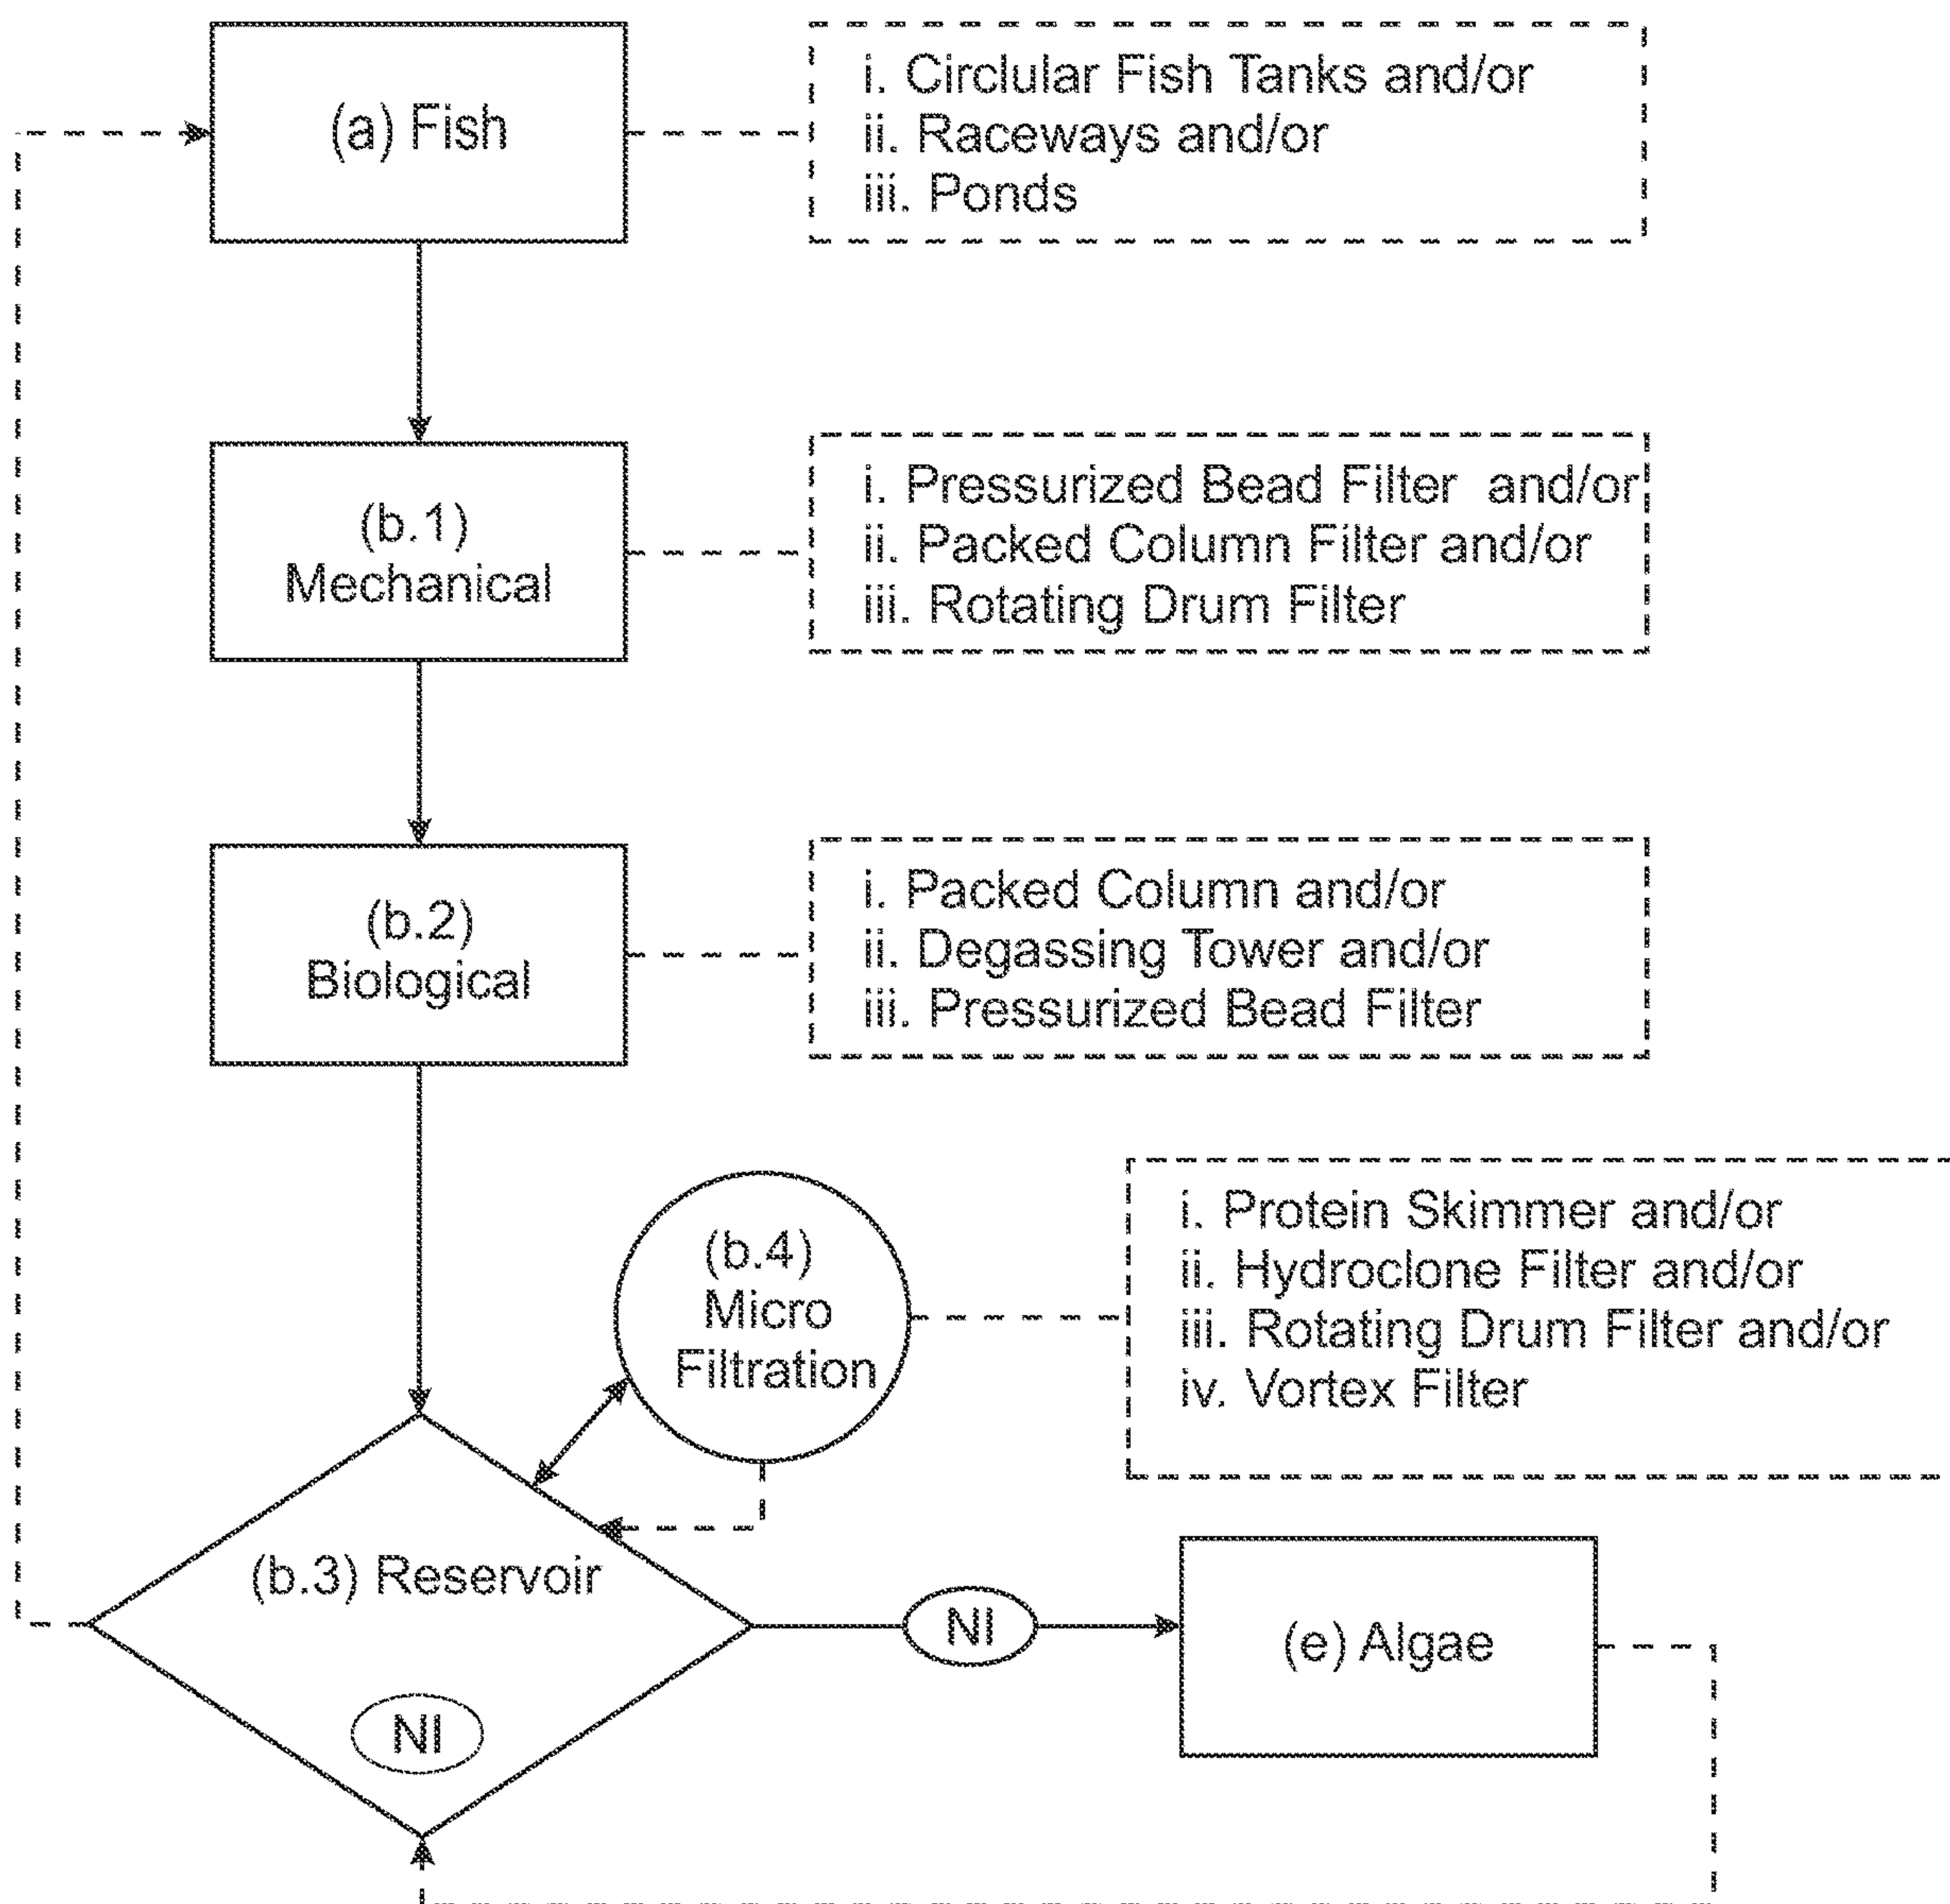 (a) Fish
i. Circlular Fish Tanks and/or
ii. Raceways and/or
iii. Ponds
(b.1)
Mechanical
i. Pressurized Bead Filter and/or
ii. Packed Column Filter and/or
iii. Rotating Drum Filter
(b.2)
Biological
i. Packed Column and/or
ii. Degassing Tower and/or
iii. Pressurized Bead Filter
(b.4)
Micro
Filtration
i. Protein Skimmer and/or
ii. Hydroclone Filter and/or
iii. Rotating Drum Filter and/or
iv. Vortex Filter
(b.3) Reservoir
NI
NI
(e) Algae